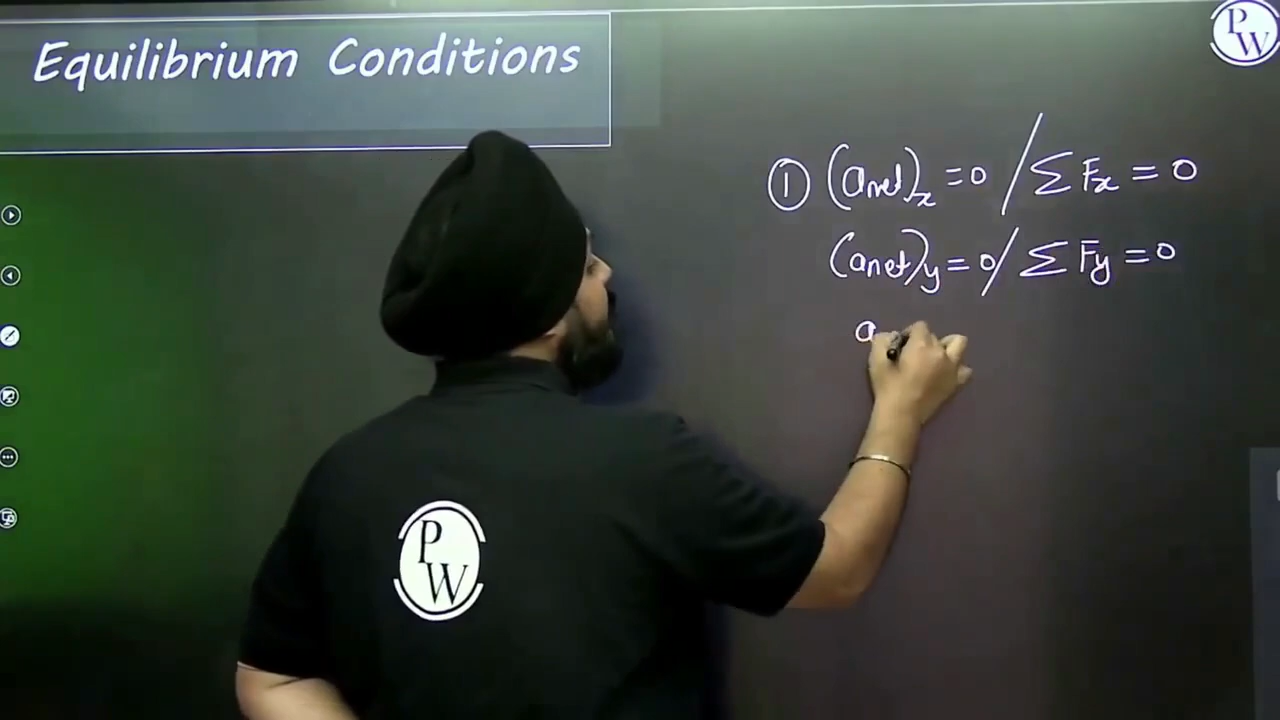 Equilibrium Conditions
PW
① (anet)x = 0 / ΣFx = 0
(anet)y = 0 / ΣFy = 0
a
PW